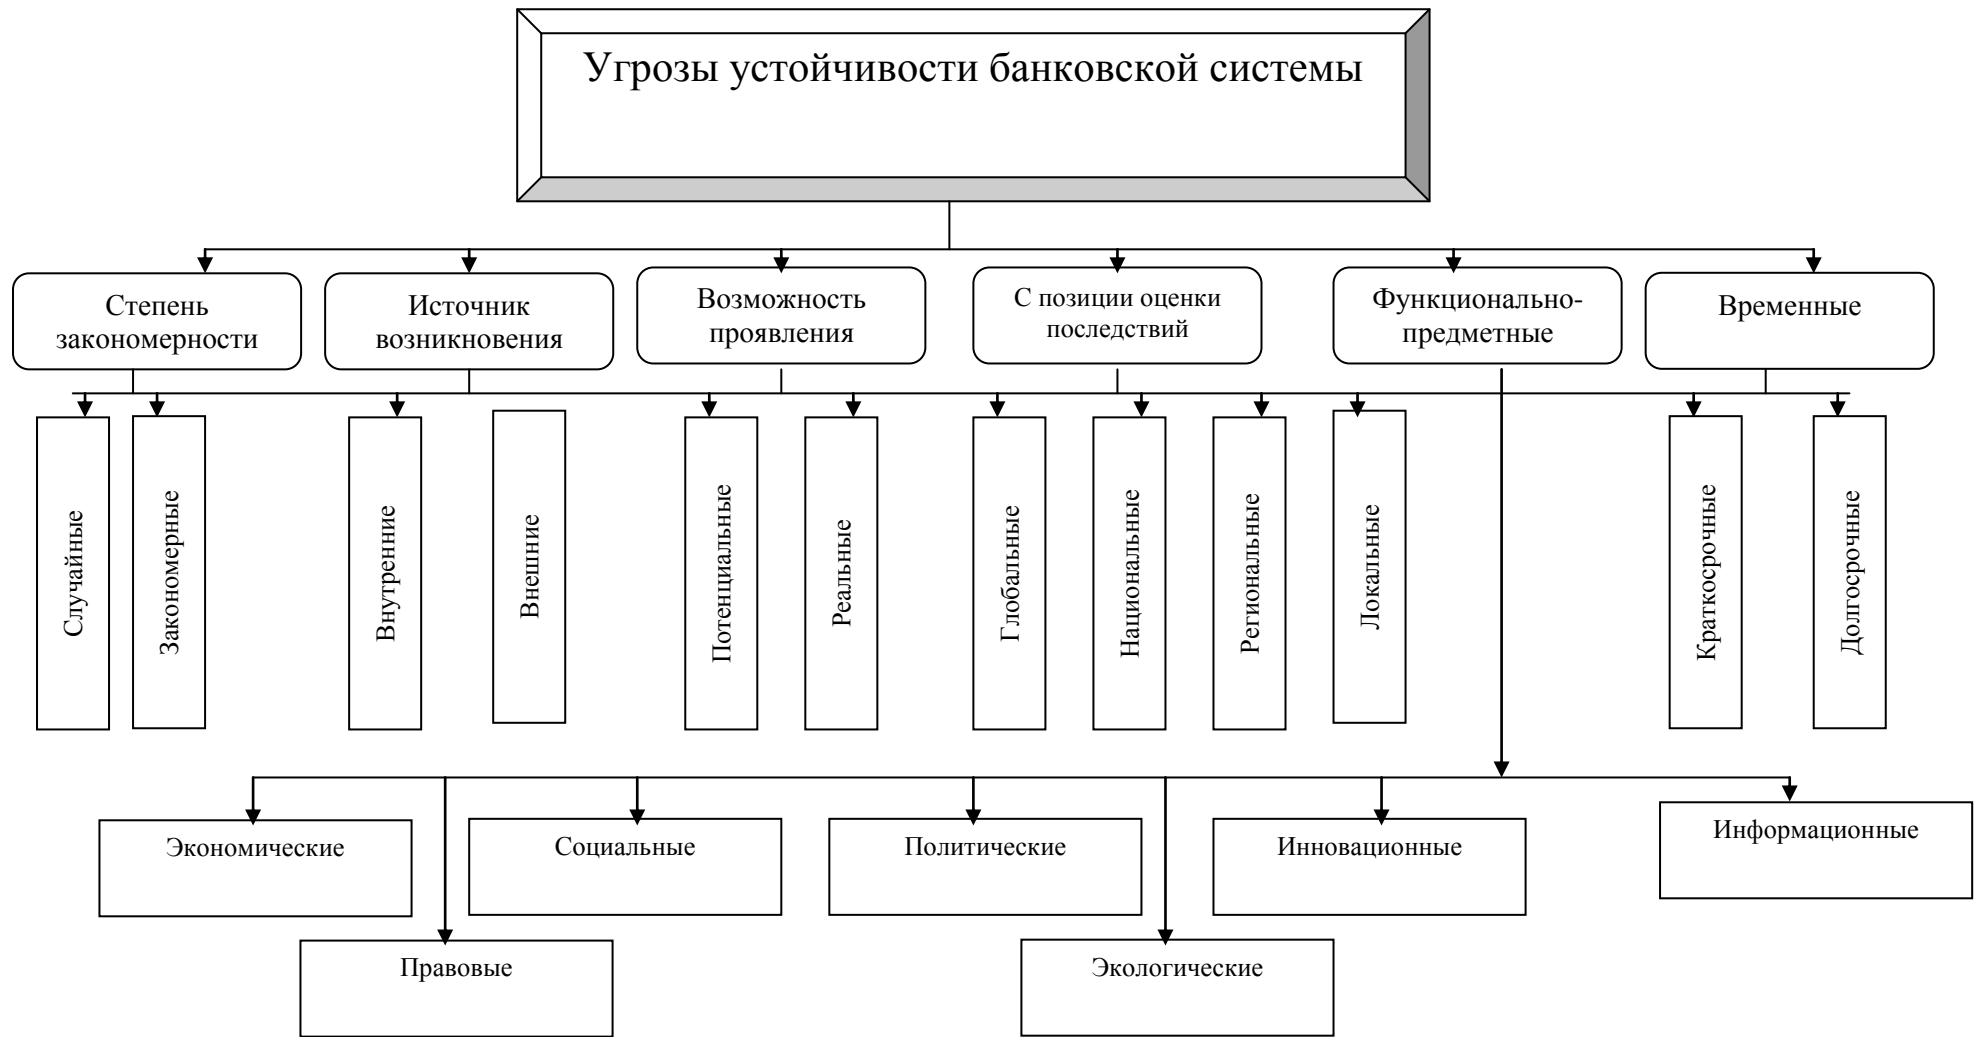 Угрозы устойчивости банковской системы
Степень
закономерности
Источник
возникновения
Возможность
проявления
С позиции оценки
последствий
Функционально-
предметные
Временные
Случайные
Закономерные
Внутренние
Внешние
Потенциальные
Реальные
Глобальные
Национальные
Региональные
Локальные
Краткосрочные
Долгосрочные
Экономические
Социальные
Политические
Инновационные
Информационные
Правовые
Экологические